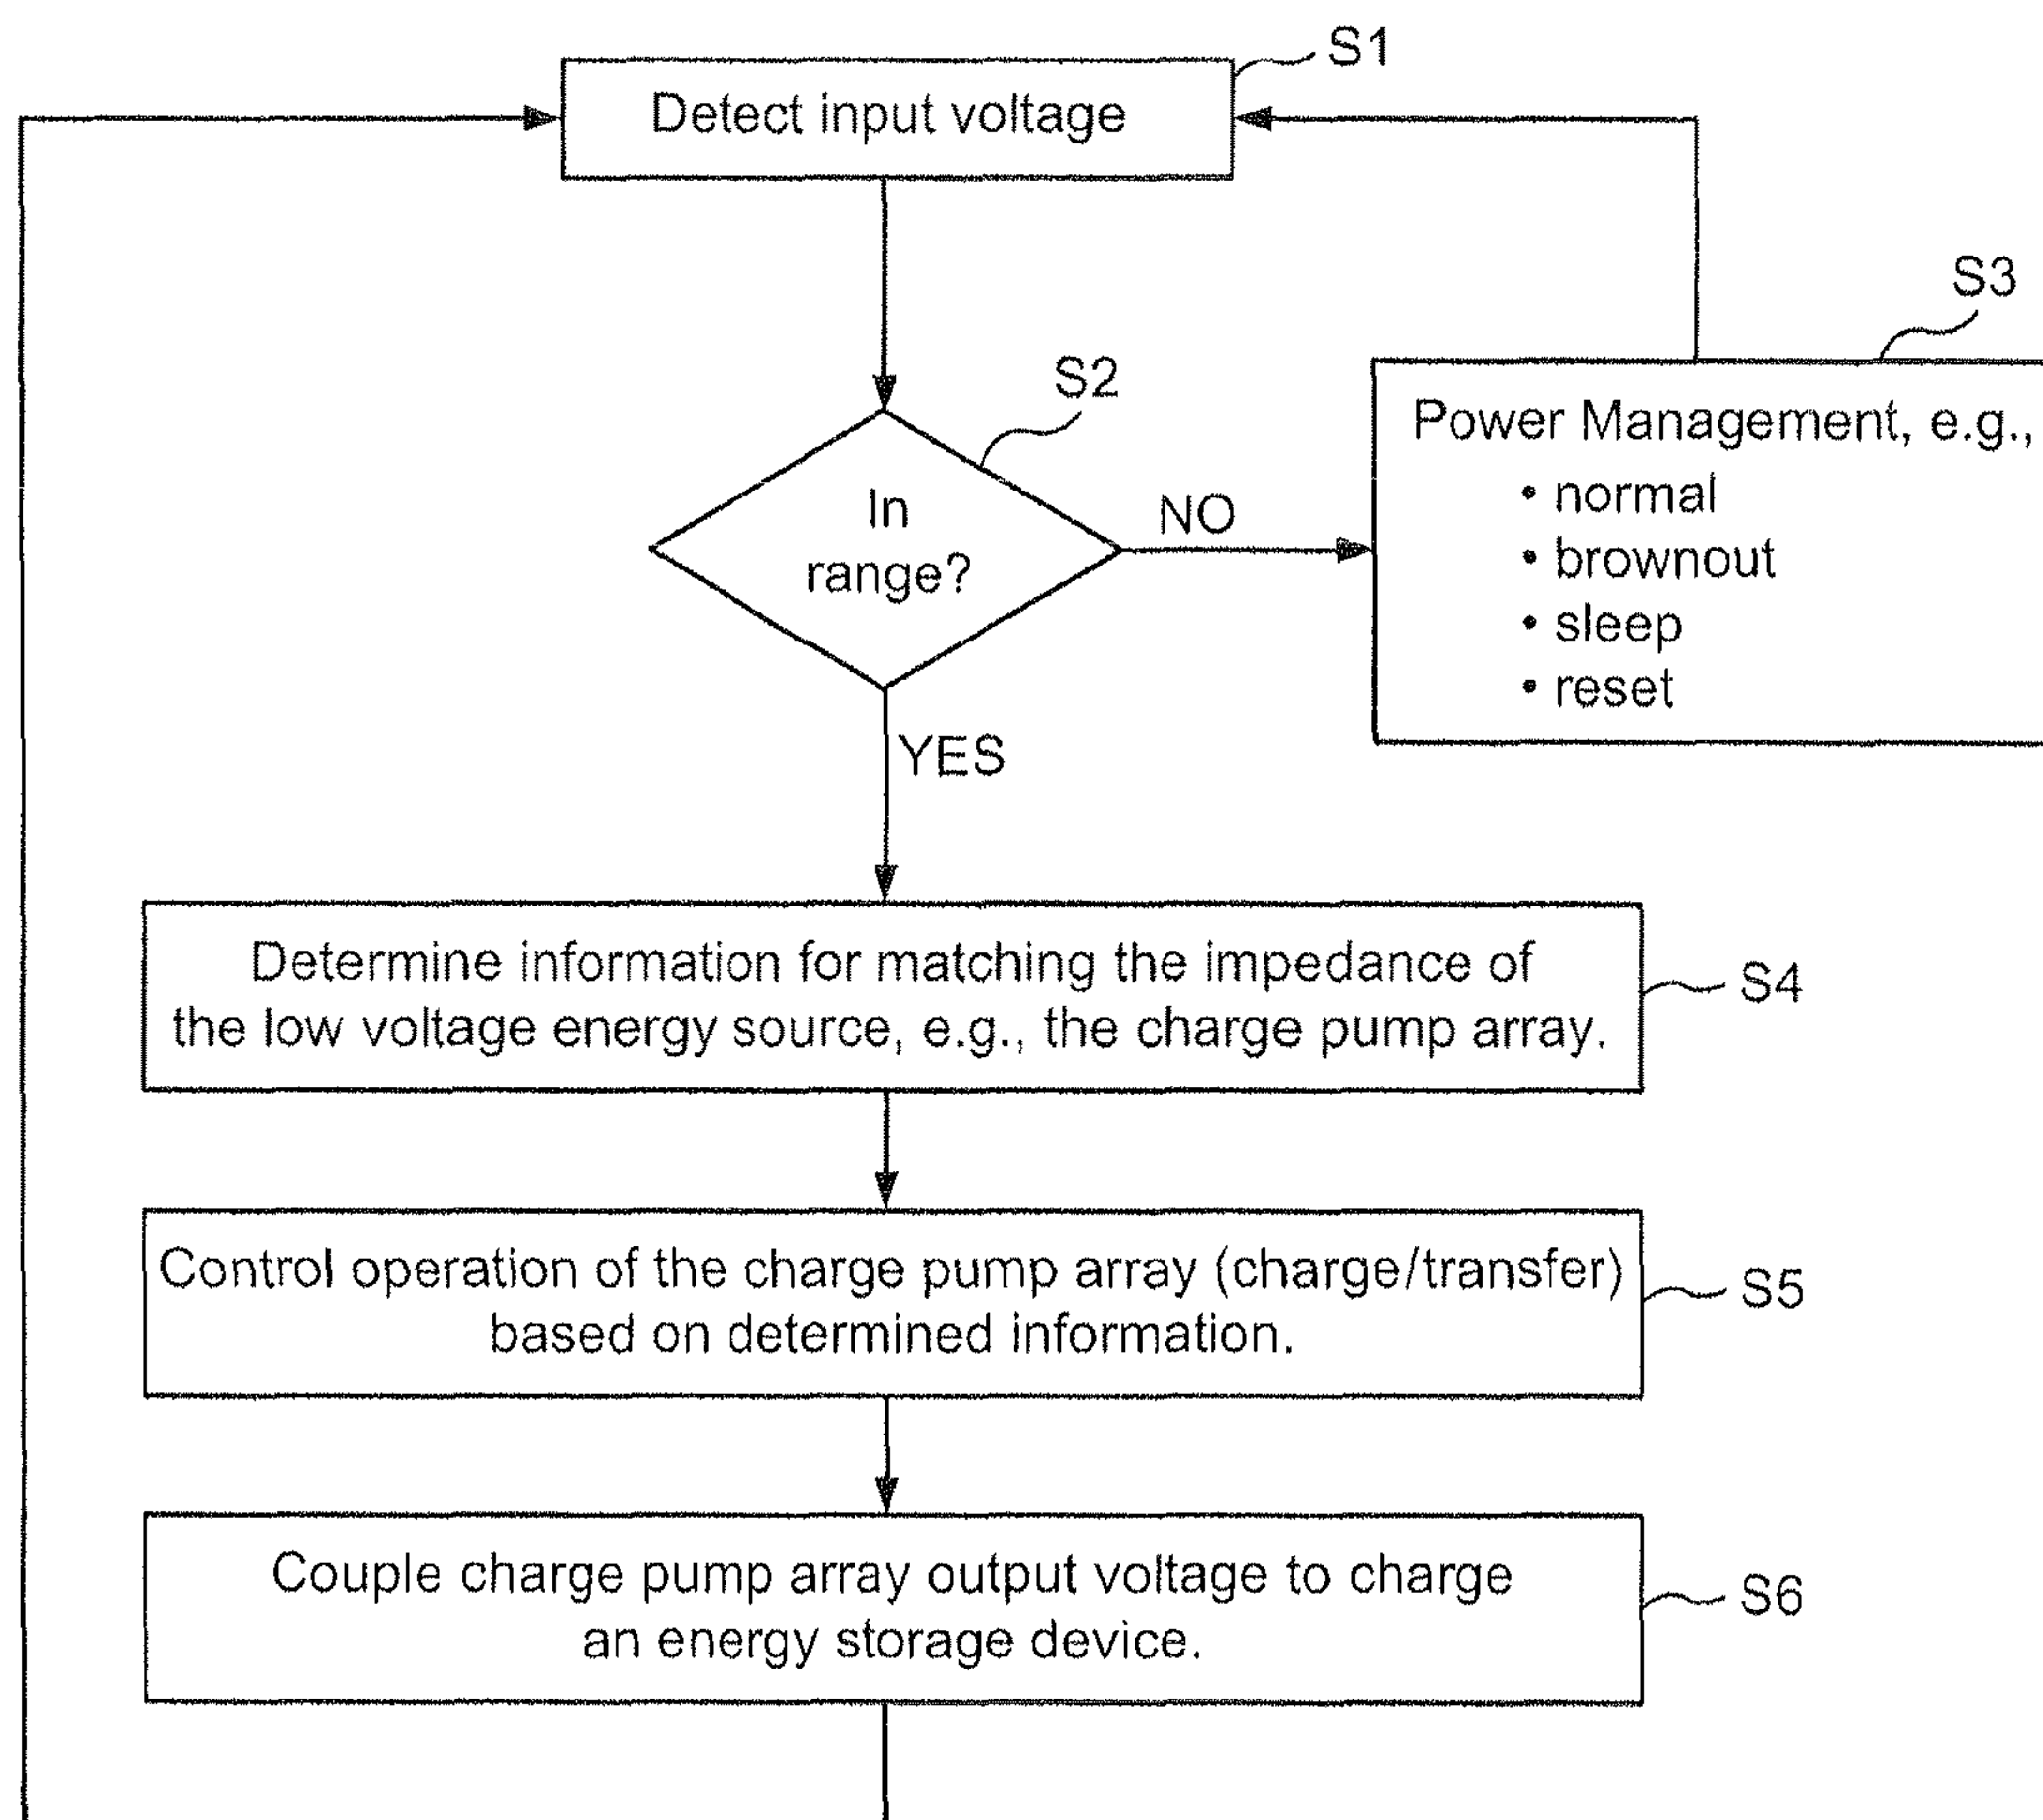 S1
Detect input voltage
S3
S2
Power Management, e.g.,
• normal
• brownout
• sleep
• reset
In
range?
NO
YES
Determine information for matching the impedance of
the low voltage energy source, e.g., the charge pump array.
S4
Control operation of the charge pump array (charge/transfer)
based on determined information.
S5
Couple charge pump array output voltage to charge
an energy storage device.
S6